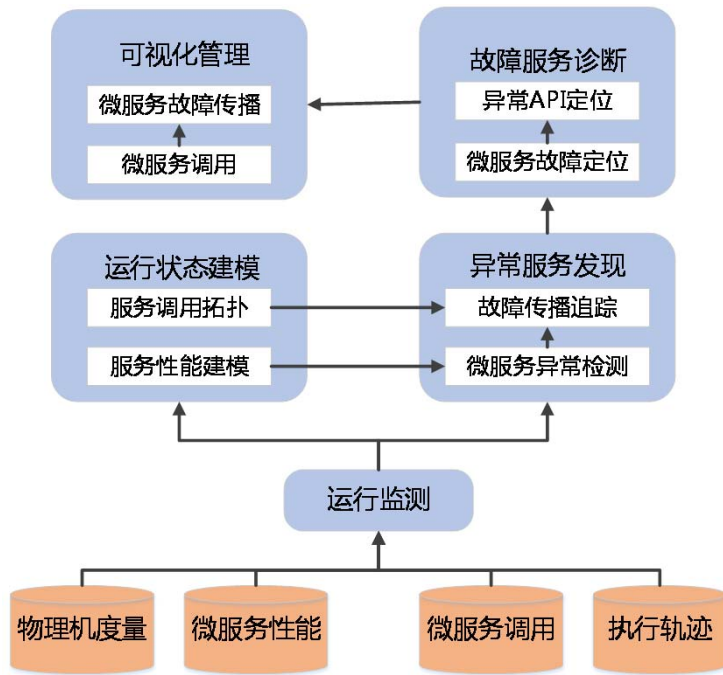 可视化管理
微服务故障传播
微服务调用
故障服务诊断
异常API定位
微服务故障定位
运行状态建模
服务调用拓扑
服务性能建模
异常服务发现
故障传播追踪
微服务异常检测
运行监测
物理机度量
微服务性能
微服务调用
执行轨迹